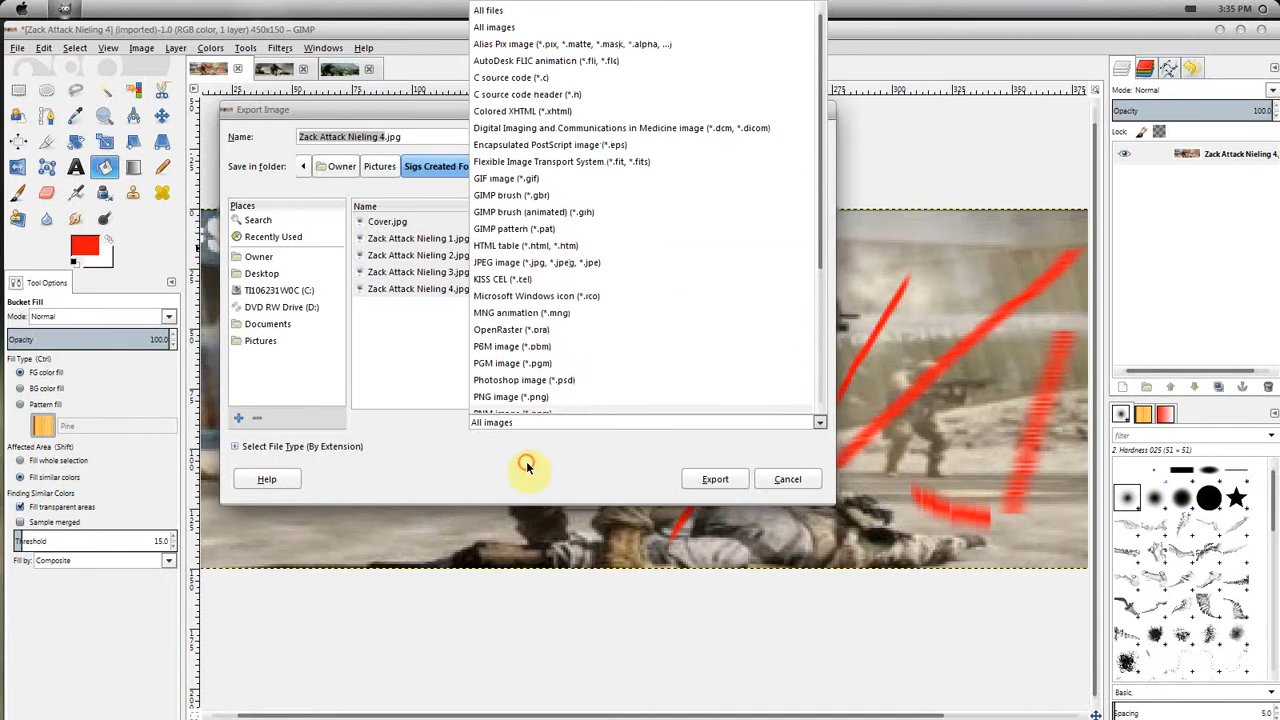 3:35 PM
*[Zack Attack Nieling 4] (imported)-1.0 (RGB color, 1 layer) 450x150 – GIMP
File Edit Select View Image Layer Colors Tools Filters Windows Help
25 50 75 100 275 325 350 375
Export Image
Name: Zack Attack Nieling 4.jpg
Save in folder: Owner Pictures Sigs Created Fo
Places
Search
Recently Used
Owner
Desktop
TI106231W0C (C:)
DVD RW Drive (D:)
Documents
Pictures
Name
Cover.jpg
Zack Attack Nieling 1.jpg
Zack Attack Nieling 2.jpg
Zack Attack Nieling 3.jpg
Zack Attack Nieling 4.jpg
All files
All images
Alias Pix image (*.pix, *.matte, *.mask, *.alpha, ...)
AutoDesk FLIC animation (*.fli, *.flc)
C source code (*.c)
C source code header (*.h)
Colored XHTML (*.xhtml)
Digital Imaging and Communications in Medicine image (*.dcm, *.dicom)
Encapsulated PostScript image (*.eps)
Flexible Image Transport System (*.fit, *.fits)
GIF image (*.gif)
GIMP brush (*.gbr)
GIMP brush (animated) (*.gih)
GIMP pattern (*.pat)
HTML table (*.html, *.htm)
JPEG image (*.jpg, *.jpeg, *.jpe)
KISS CEL (*.cel)
Microsoft Windows icon (*.ico)
MNG animation (*.mng)
OpenRaster (*.ora)
PBM image (*.pbm)
PGM image (*.pgm)
Photoshop image (*.psd)
PNG image (*.png)
All images
Select File Type (By Extension)
Help Export Cancel
Tool Options
Bucket Fill
Mode: Normal
Opacity 100.0
Fill Type (Ctrl)
FG color fill
BG color fill
Pattern fill
Pine
Affected Area (Shift)
Fill whole selection
Fill similar colors
Finding Similar Colors
Fill transparent areas
Sample merged
Threshold 15.0
Fill by: Composite
Mode: Normal
Opacity 100.0
Lock:
Zack Attack Nieling 4.
filter
2. Hardness 025 (51 × 51)
Basic,
Spacing 5.0